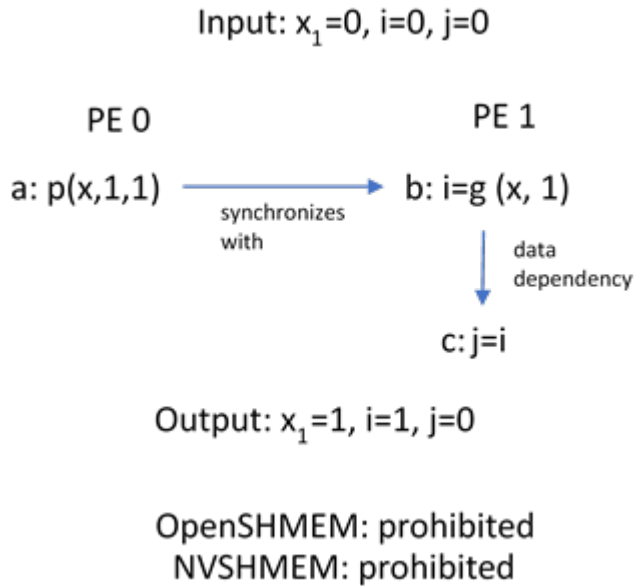 Input: x₁=0, i=0, j=0
PE 0 PE 1
a: p(x,1,1) b: i=g (x, 1)
synchronizes
with
data
dependency
c: j=i
Output: x₁=1, i=1, j=0
OpenSHMEM: prohibited
NVSHMEM: prohibited